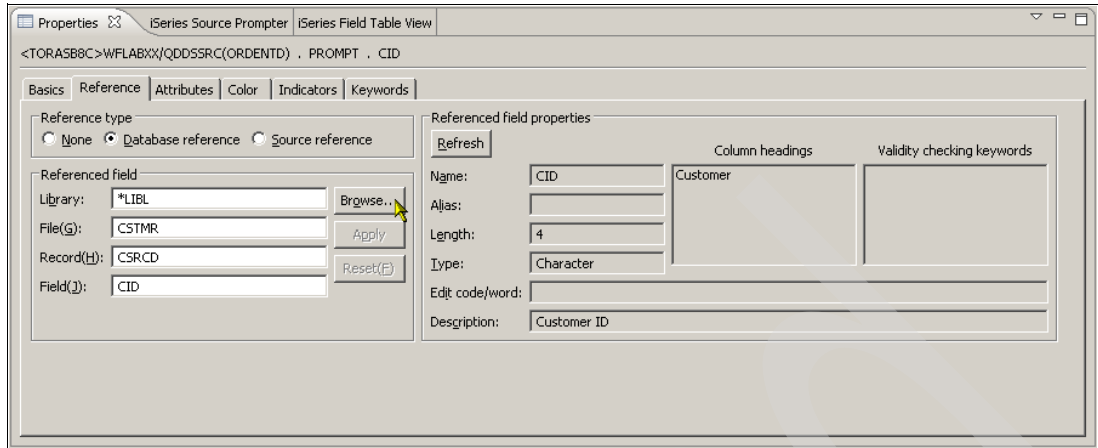 Properties iSeries Source Prompter iSeries Field Table View
<TORASB8C>WFLABXX/QDDSSRC(ORDENTD) . PROMPT . CID
Basics Reference Attributes Color Indicators Keywords
Reference type
None Database reference Source reference
Referenced field
Library: *LIBL Browse...
File(G): CSTMR Apply
Record(H): CSRCD Reset(F)
Field(J): CID
Referenced field properties
Refresh Column headings Validity checking keywords
Name: CID Customer
Alias:
Length: 4
Type: Character
Edit code/word:
Description: Customer ID